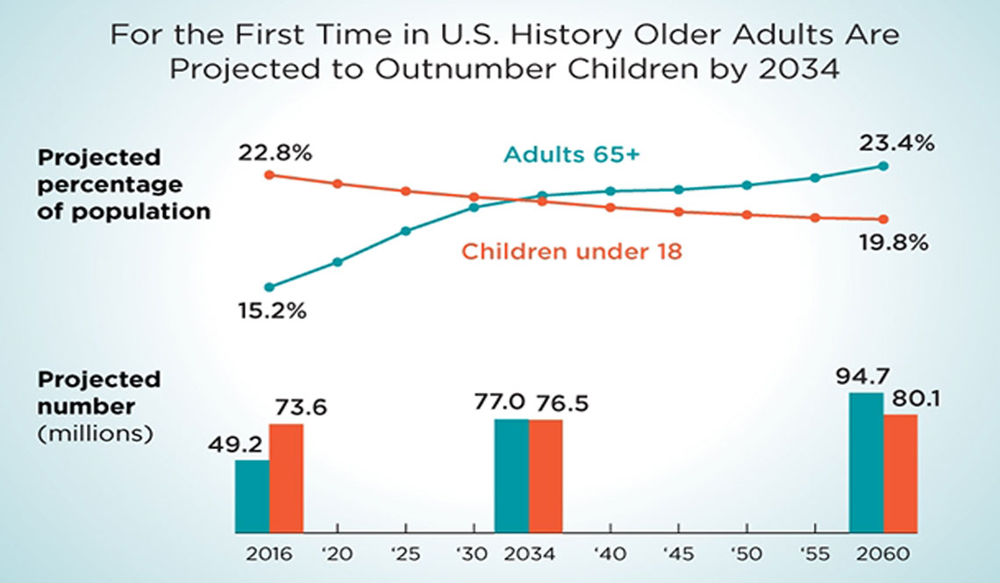 For the First Time in U.S. History Older Adults Are
Projected to Outnumber Children by 2034
Projected
percentage
of population
22.8%
Adults 65+
23.4%
Children under 18
19.8%
15.2%
Projected
number
(millions)
49.2
73.6
77.0
76.5
94.7
80.1
2016 ‘20 ‘25 ‘30 2034 ‘40 ‘45 ‘50 ‘55 2060